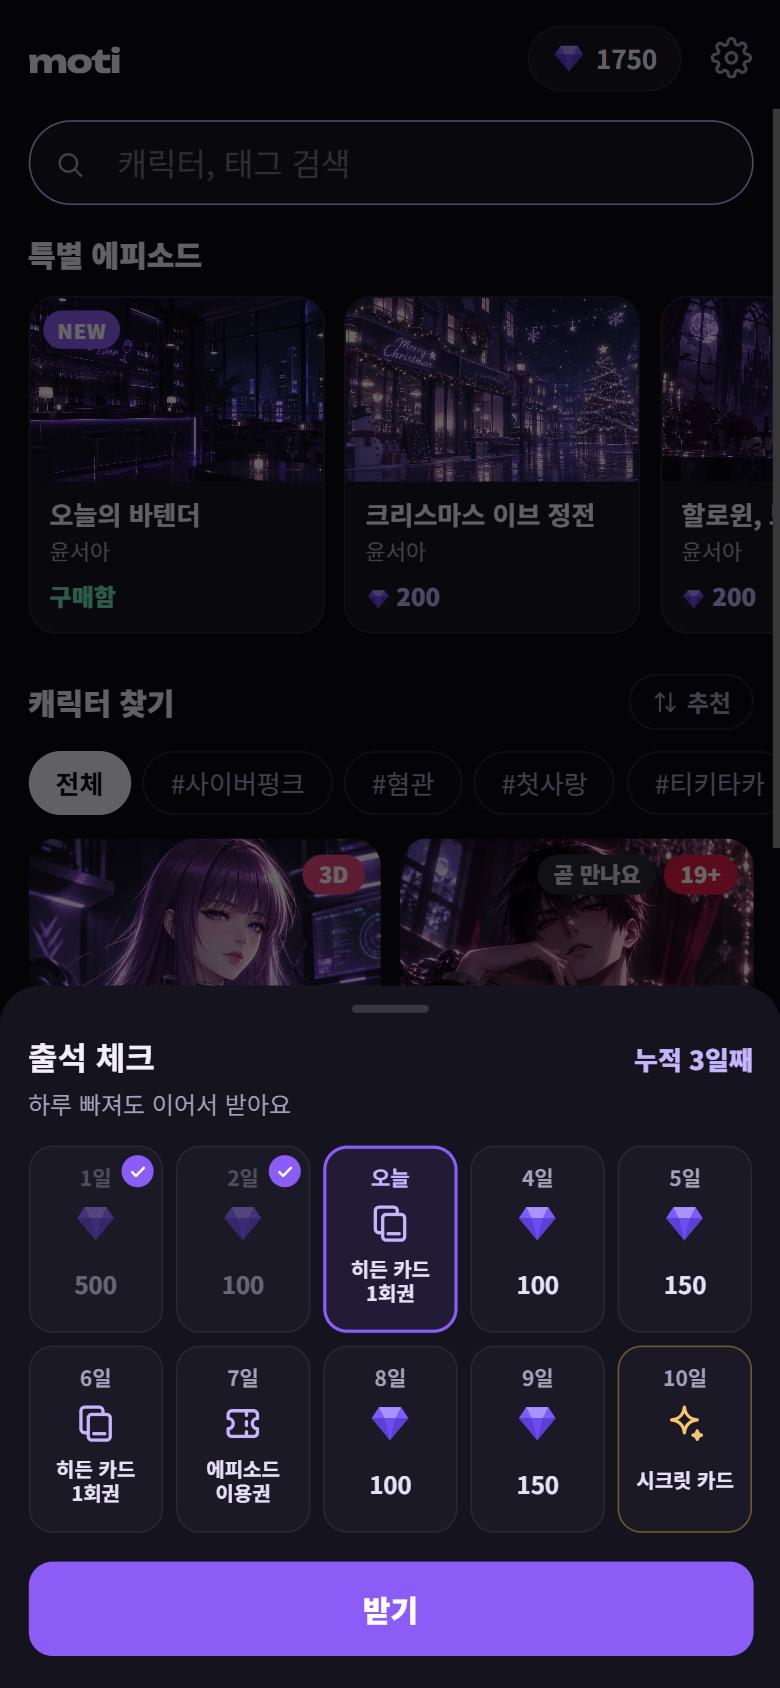 moti
1750
캐릭터, 태그 검색
특별 에피소드
NEW
Bar
Merry Christmas
오늘의 바텐더
윤서아
구매함
크리스마스 이브 정전
윤서아
200
할로윈,
윤서아
200
캐릭터 찾기
추천
전체
#사이버펑크
#혐관
#첫사랑
#티키타카
3D
곧 만나요
19+
출석 체크
누적 3일째
하루 빠져도 이어서 받아요
1일
500
2일
100
오늘
히든 카드
1회권
4일
100
5일
150
6일
히든 카드
1회권
7일
에피소드
이용권
8일
100
9일
150
10일
시크릿 카드
받기